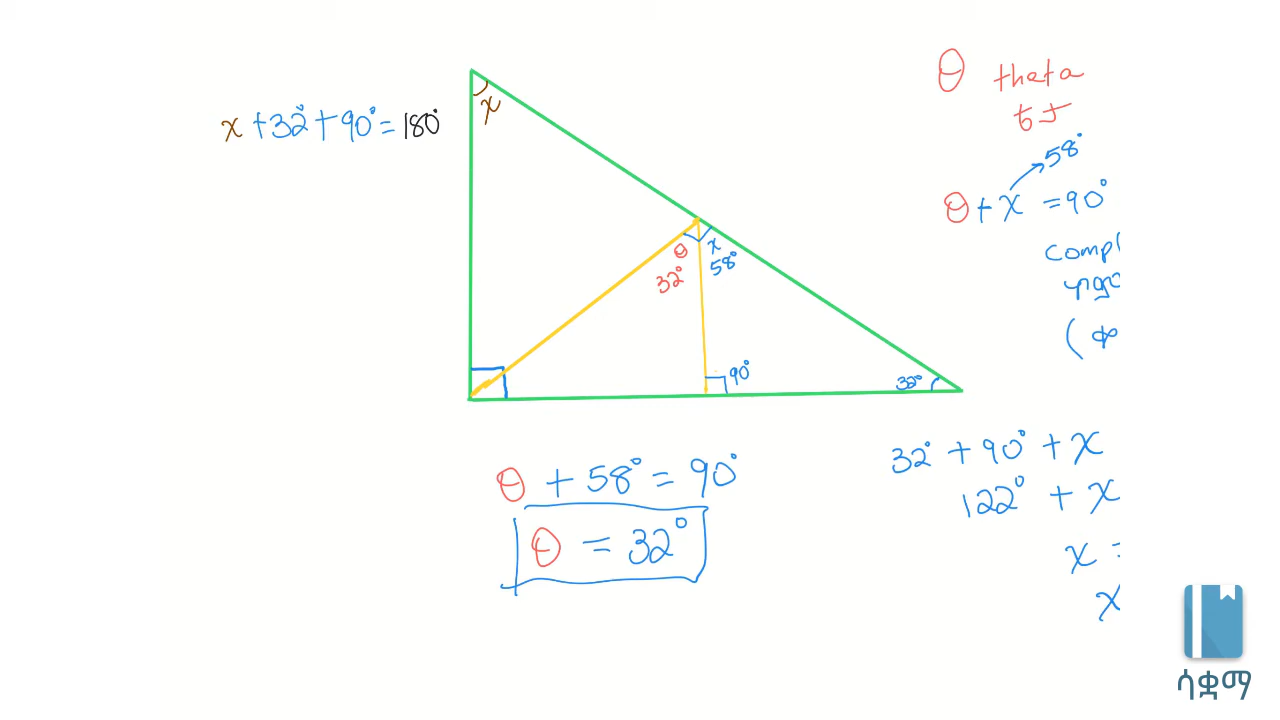 x + 32° + 90° = 180°
x
θ theta
ቴታ
58°
θ + x = 90°
θ
x
32°
58°
90°
32°
θ + 58° = 90°
θ = 32°
32° + 90° + x
122° + x
x =
x
ሳቋማ